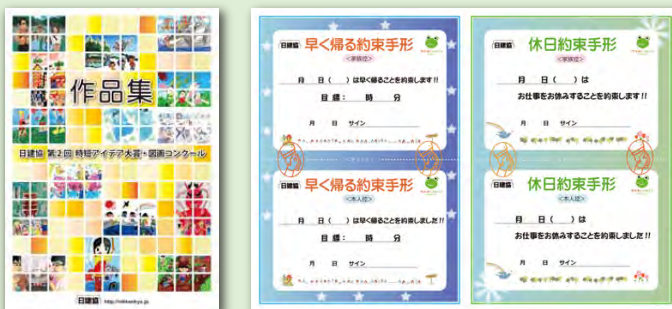 作品集
日建協 第2回 時短アイデア大賞・図画コンクール
日建協 http://nikkenkyo.jp
日建協 早く帰る約束手形
<家族控>
月 日( )は早く帰ることを約束します!!
目標: 時 分
月 日 サイン
日建協 休日約束手形
<家族控>
月 日( )は
お仕事をお休みすることを約束します!!
月 日 サイン
日建協 早く帰る約束手形
<本人控>
月 日( )は早く帰ることを約束しました!!
目標: 時 分
月 日 サイン
日建協 休日約束手形
<本人控>
月 日( )は
お仕事をお休みすることを約束しました!!
月 日 サイン